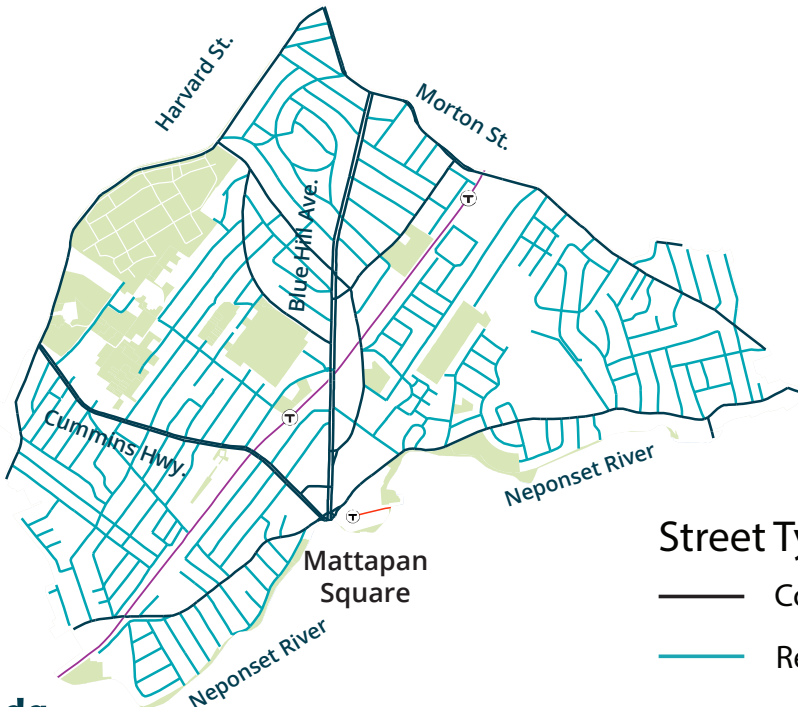 Harvard St.
Morton St.
Blue Hill Ave.
Cummins Hwy.
Neponset River
Mattapan
Square
Neponset River
Street Ty
Co
Re
T
T
T